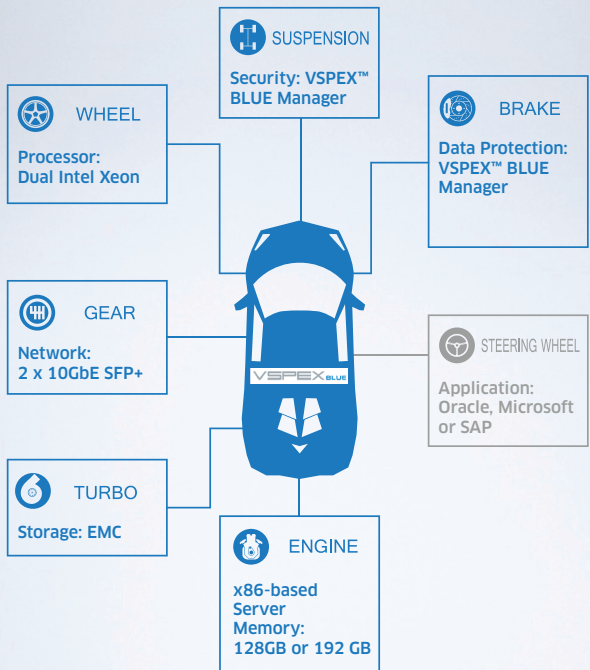 SUSPENSION
Security: VSPEX™
BLUE Manager
WHEEL
Processor:
Dual Intel Xeon
BRAKE
Data Protection:
VSPEX™ BLUE
Manager
GEAR
Network:
2 x 10GbE SFP+
STEERING WHEEL
Application:
Oracle, Microsoft
or SAP
VSPEX BLUE
TURBO
Storage: EMC
ENGINE
x86-based
Server
Memory:
128GB or 192 GB